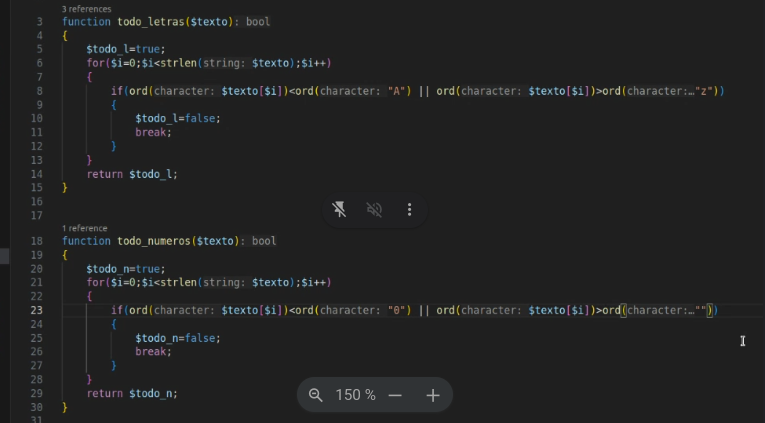 3 references
3 function todo_letras($texto): bool
4 {
5 $todo_l=true;
6 for($i=0;$i<strlen(string: $texto);$i++)
7 {
8 if(ord(character: $texto[$i])<ord(character: "A") || ord(character: $texto[$i])>ord(character:…"z"))
9 {
10 $todo_l=false;
11 break;
12 }
13 }
14 return $todo_l;
15 }
16
17
1 reference
18 function todo_numeros($texto): bool
19 {
20 $todo_n=true;
21 for($i=0;$i<strlen(string: $texto);$i++)
22 {
23 if(ord(character: $texto[$i])<ord(character: "0") || ord(character: $texto[$i])>ord(character:…""))
24 {
25 $todo_n=false;
26 break;
27 }
28 }
29 return $todo_n;
30 }
31
150 %